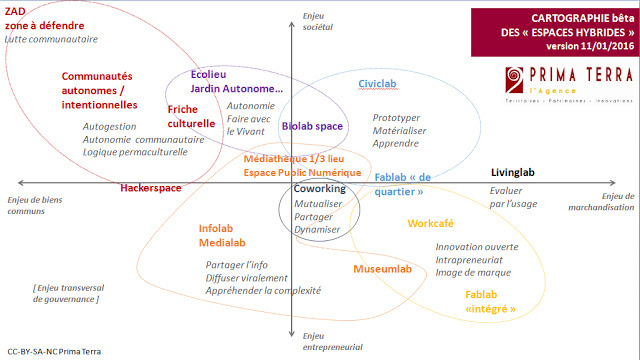 ZAD
zone à défendre
Lutte communautaire
Enjeu
sociétal
CARTOGRAPHIE bêta
DES « ESPACES HYBRIDES »
version 11/01/2016
PRIMA TERRA
l'Agence
Territoires - Patrimoines - Innovations
Communautés
autonomes /
intentionnelles
Autogestion
Autonomie communautaire
Logique permaculturelle
Ecolieu
Jardin Autonome...
Autonomie
Faire avec
le Vivant
Friche
culturelle
Biolab space
Civiclab
Prototyper
Matérialiser
Apprendre
Médiathèque 1/3 lieu
Espace Public Numérique
Hackerspace
Coworking
Mutualiser
Partager
Dynamiser
Fablab « de
quartier »
Livinglab
Evaluer
par l'usage
Enjeu de biens
communs
Enjeu de
marchandisation
Infolab
Medialab
Partager l'info
Diffuser viralement
Appréhender la complexité
Workcafé
Innovation ouverte
Intrapreneuriat
Image de marque
Museumlab
Fablab
"intégré"
[ Enjeu transversal
de gouvernance ]
Enjeu
entrepreneurial
CC-BY-SA-NC Prima Terra